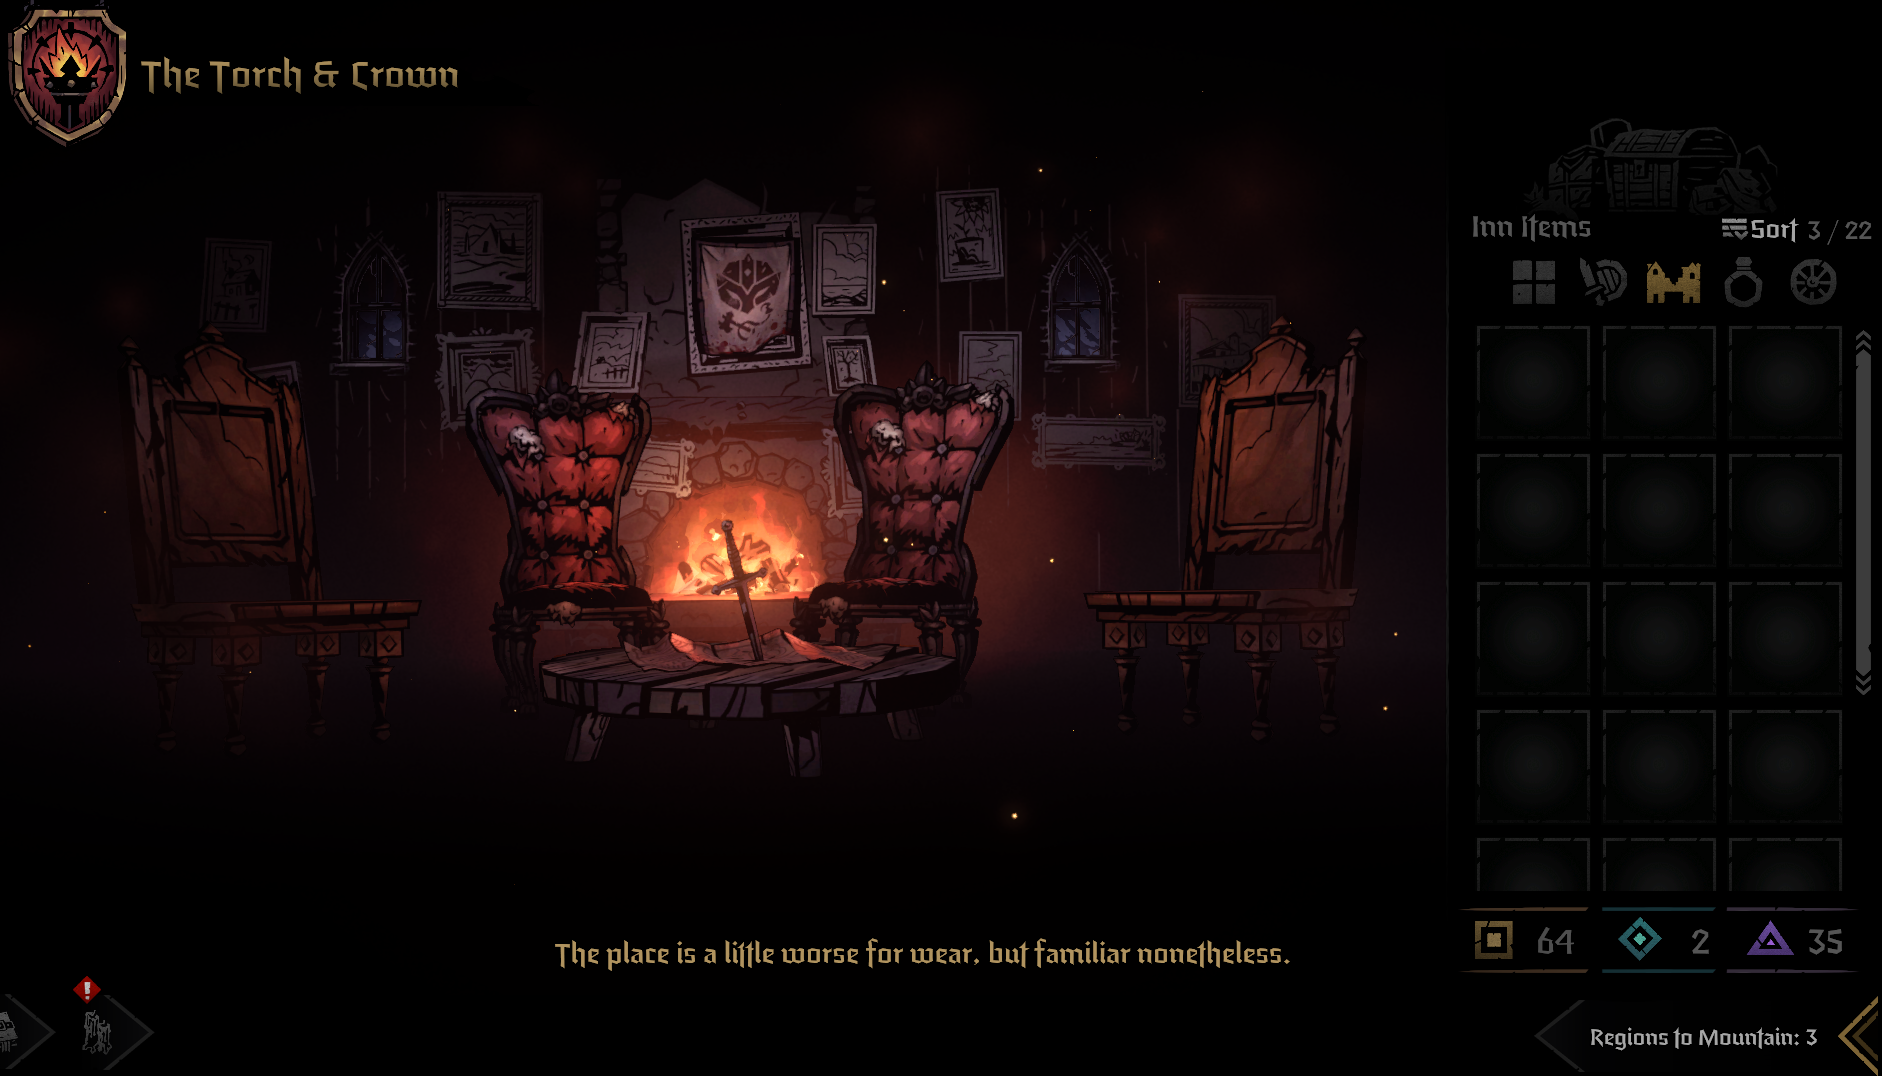 The Torch & Crown
Inn Items
Sort 3 / 22
64
2
35
The place is a little worse for wear, but familiar nonetheless.
!
Regions to Mountain: 3